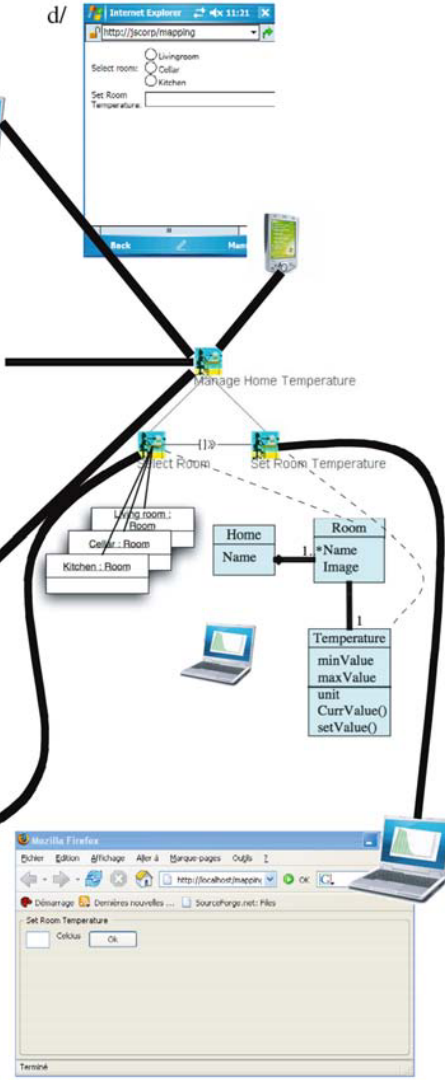 d/
Internet Explorer 11:21
http://jscorp/mapping
Livingroom
Select room: Cellar
Kitchen
Set Room
Temperature:
Back Menu
Manage Home Temperature
Select Room Set Room Temperature
Living room :
Room
Cellar : Room
Kitchen : Room
Home
Name
Room
1..*Name
Image
1
Temperature
minValue
maxValue
unit
CurrValue()
setValue()
Mozilla Firefox
Fichier Edition Affichage Aller à Marque-pages Outils ?
http://localhost/mapping OK
Démarrage Dernières nouvelles ... SourceForge.net: Files
Set Room Temperature
Celcius Ok
Terminé